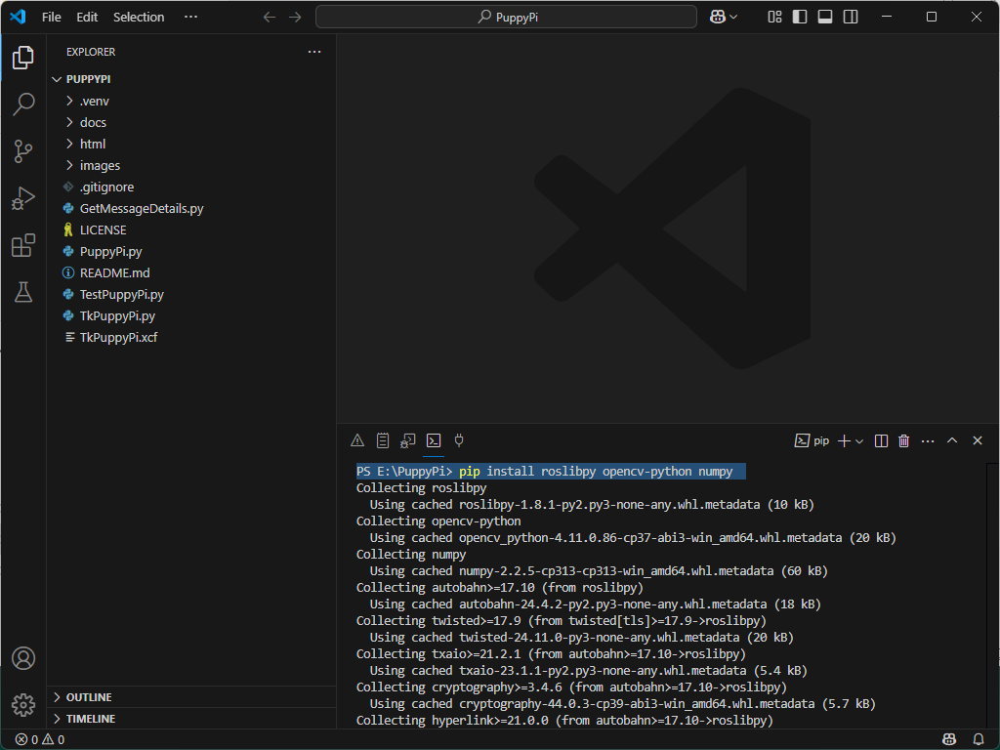 File Edit Selection ···
PuppyPi
EXPLORER
PUPPYPI
.venv
docs
html
images
.gitignore
GetMessageDetails.py
LICENSE
PuppyPi.py
README.md
TestPuppyPi.py
TkPuppyPi.py
TkPuppyPi.xcf
OUTLINE
TIMELINE
pip
PS E:\PuppyPi> pip install roslibpy opencv-python numpy
Collecting roslibpy
Using cached roslibpy-1.8.1-py2.py3-none-any.whl.metadata (10 kB)
Collecting opencv-python
Using cached opencv_python-4.11.0.86-cp37-abi3-win_amd64.whl.metadata (20 kB)
Collecting numpy
Using cached numpy-2.2.5-cp313-cp313-win_amd64.whl.metadata (60 kB)
Collecting autobahn>=17.10 (from roslibpy)
Using cached autobahn-24.4.2-py2.py3-none-any.whl.metadata (18 kB)
Collecting twisted>=17.9 (from twisted[tls]>=17.9->roslibpy)
Using cached twisted-24.11.0-py3-none-any.whl.metadata (20 kB)
Collecting txaio>=21.2.1 (from autobahn>=17.10->roslibpy)
Using cached txaio-23.1.1-py2.py3-none-any.whl.metadata (5.4 kB)
Collecting cryptography>=3.4.6 (from autobahn>=17.10->roslibpy)
Using cached cryptography-44.0.3-cp39-abi3-win_amd64.whl.metadata (5.7 kB)
Collecting hyperlink>=21.0.0 (from autobahn>=17.10->roslibpy)
0 0